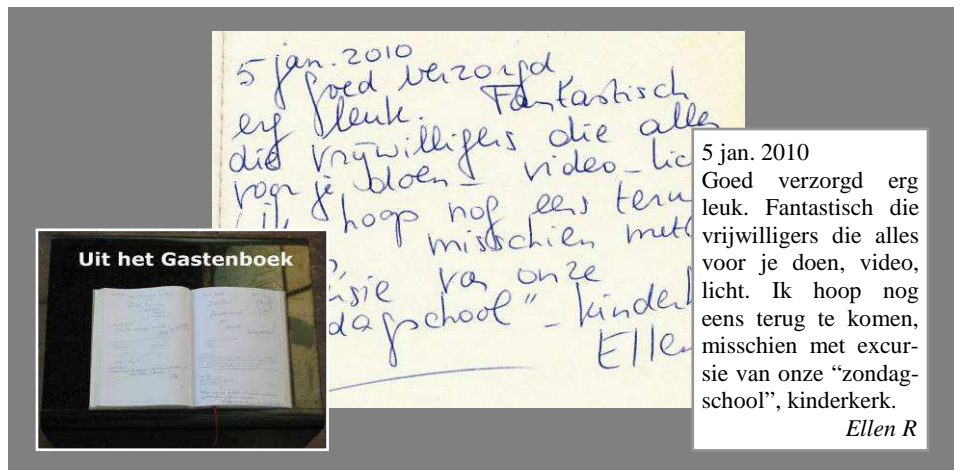 5 jan. 2010
goed verzorgd
erg leuk. Fantastisch
die vrijwilligers die alles
voor je doen - video - lic
ik hoop nog eens teru
misschien met
sie van onze
dagschool" - kinderk
Elle
Uit het Gastenboek
5 jan. 2010
Goed verzorgd erg
leuk. Fantastisch die
vrijwilligers die alles
voor je doen, video,
licht. Ik hoop nog
eens terug te komen,
misschien met excur-
sie van onze “zondag-
school”, kinderkerk.
Ellen R